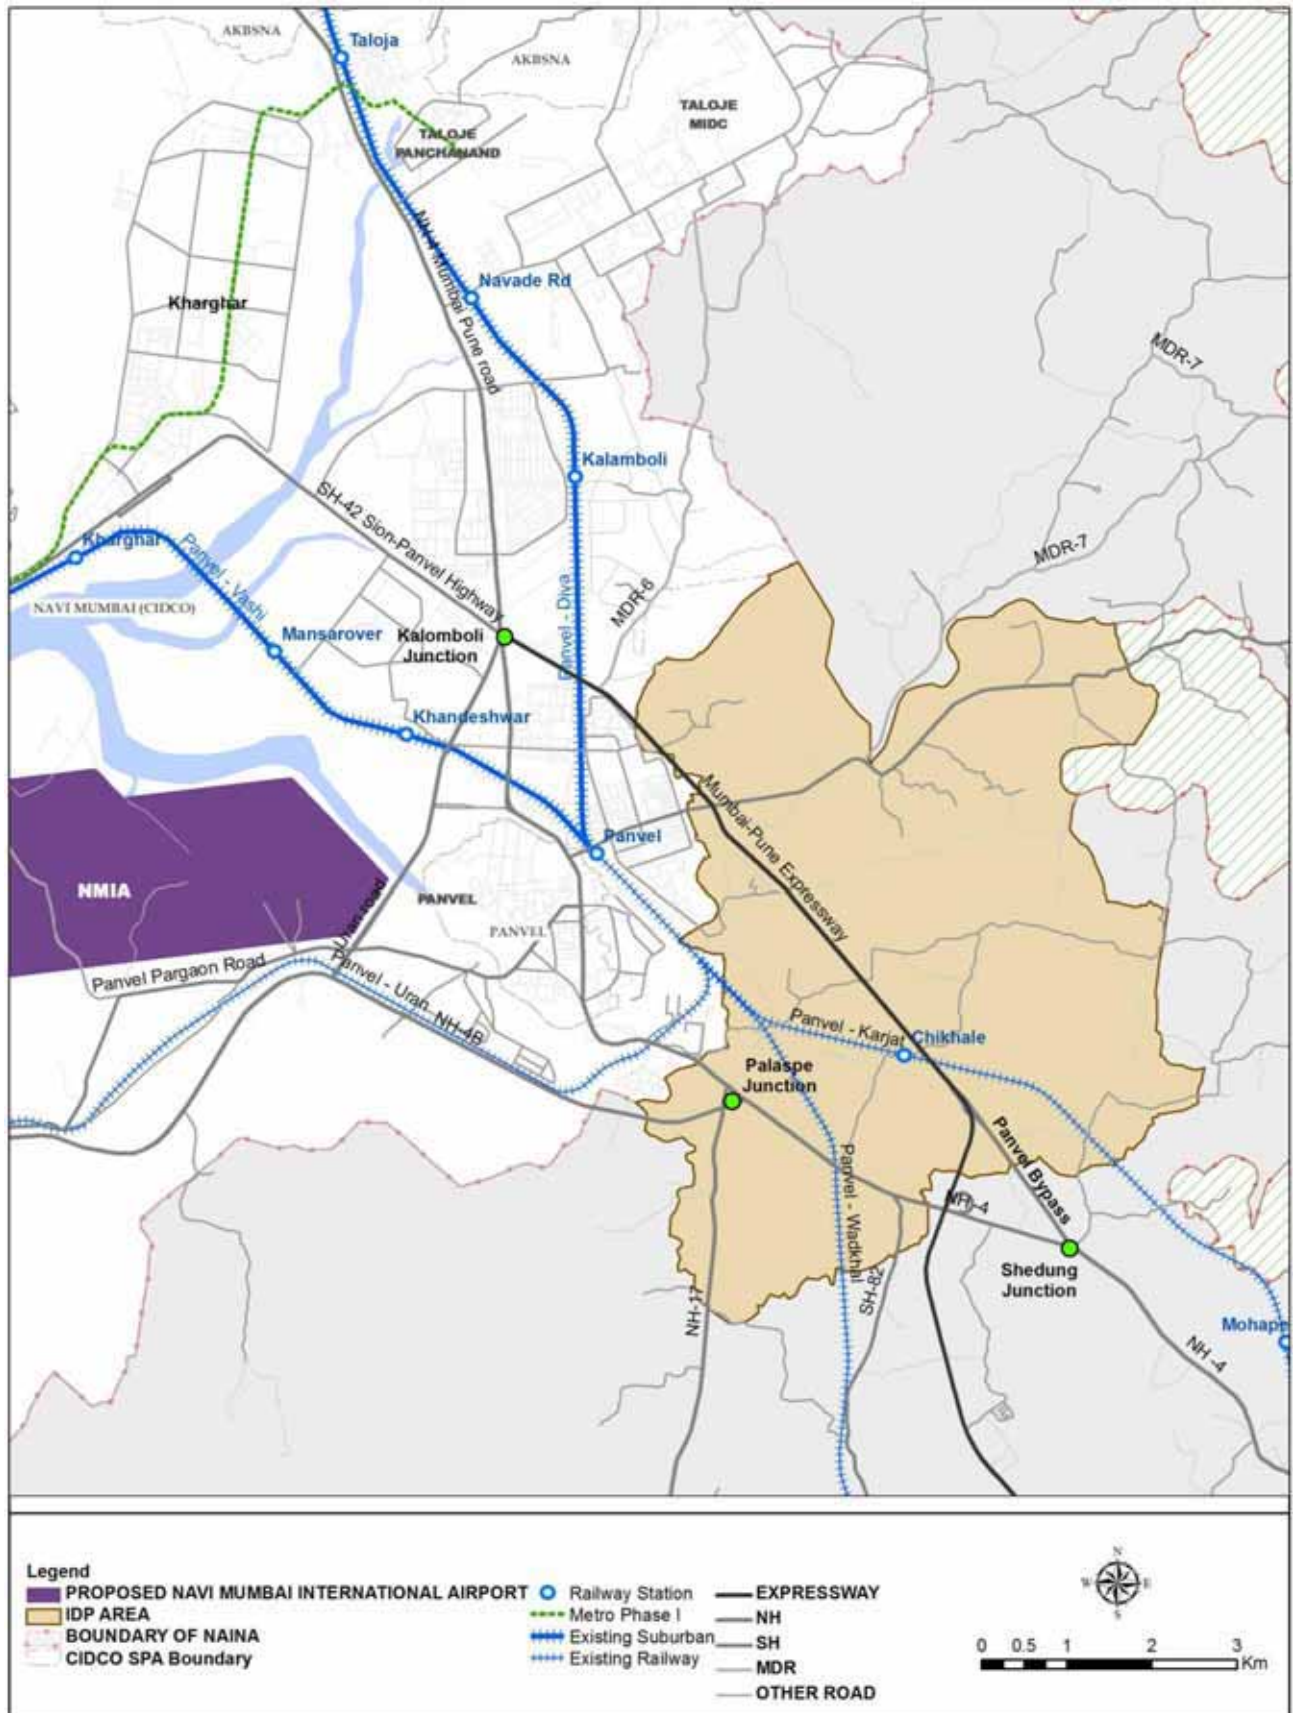 AKBSNA
Taloja
AKBSNA
TALOJE
MIDC
TALOJE
PANCHANAND
NH-4 Mumbai Pune road
Navade Rd
Kharghar
MDR-7
Kalamboli
SH-42 Sion-Panvel Highway
Kharghar
Panvel - Vashi
MDR-7
Panvel - Diva
MDR-6
NAVI MUMBAI (CIDCO)
Mansarover
Kalomboli
Junction
Khandeshwar
Mumbai-Pune Expressway
Panvel
NMIA
PANVEL
PANVEL
Uran road
Panvel Pargaon Road
Panvel - Uran
NH-4B
Panvel - Karjat
Chikhale
Palaspe
Junction
Panvel Bypass
Panvel - Wadkhal
NH-4
Shedung
Junction
SH-82
NH-17
Mohape
NH -4
Legend
PROPOSED NAVI MUMBAI INTERNATIONAL AIRPORT
IDP AREA
BOUNDARY OF NAINA
CIDCO SPA Boundary
Railway Station
Metro Phase I
Existing Suburban
Existing Railway
EXPRESSWAY
NH
SH
MDR
OTHER ROAD
N
W E
S
0 0.5 1 2 3
Km